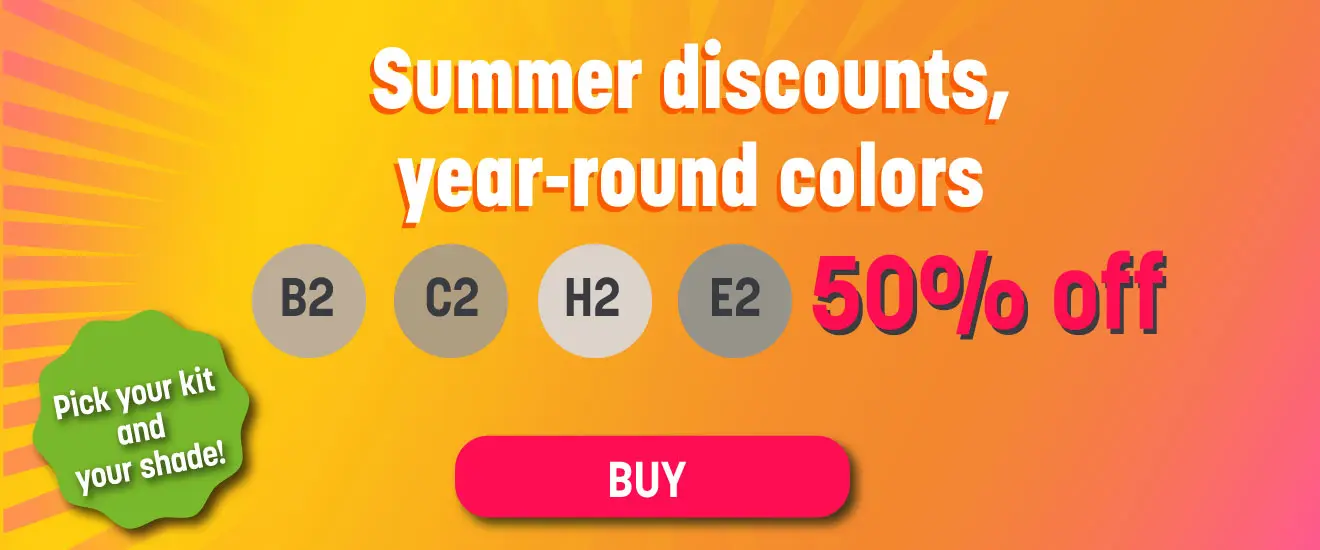 Summer discounts,
year-round colors
B2 C2 H2 E2 50% off
Pick your kit
and
your shade!
BUY